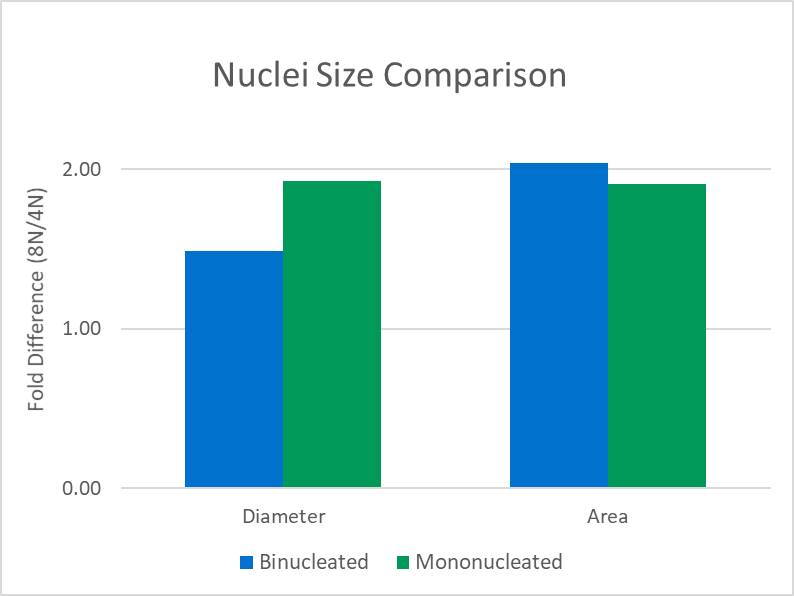 Nuclei Size Comparison
Fold Difference (8N/4N)
2.00
1.00
0.00
Diameter Area
Binucleated Mononucleated